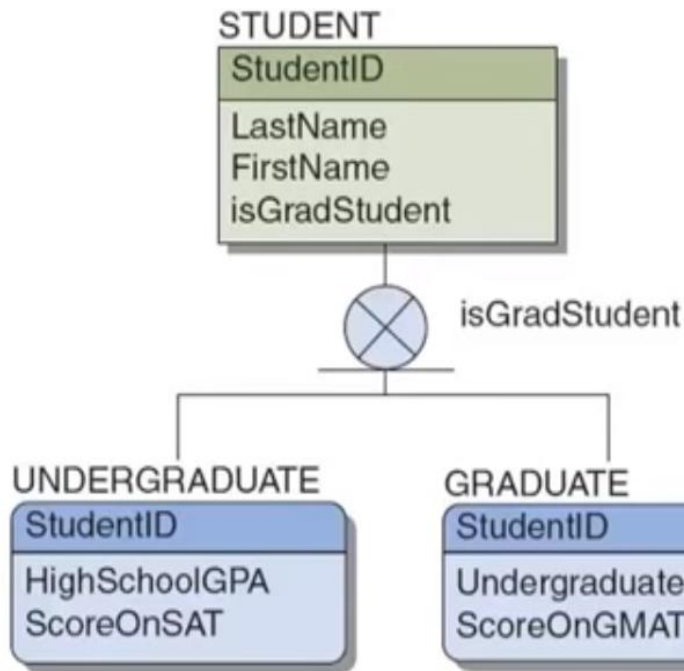 STUDENT
StudentID
LastName
FirstName
isGradStudent
isGradStudent
UNDERGRADUATE
StudentID
HighSchoolGPA
ScoreOnSAT
GRADUATE
StudentID
Undergraduate
ScoreOnGMAT